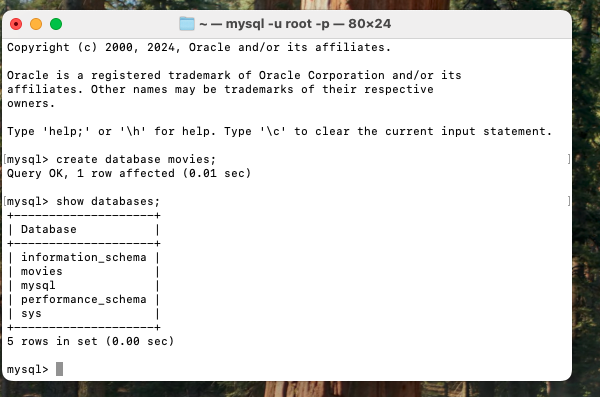 ~ — mysql -u root -p — 80×24
Copyright (c) 2000, 2024, Oracle and/or its affiliates.
Oracle is a registered trademark of Oracle Corporation and/or its
affiliates. Other names may be trademarks of their respective
owners.
Type 'help;' or '\h' for help. Type '\c' to clear the current input statement.
[mysql> create database movies; ]
Query OK, 1 row affected (0.01 sec)
[mysql> show databases; ]
+--------------------+
| Database           |
+--------------------+
| information_schema |
| movies             |
| mysql              |
| performance_schema |
| sys                |
+--------------------+
5 rows in set (0.00 sec)
mysql>